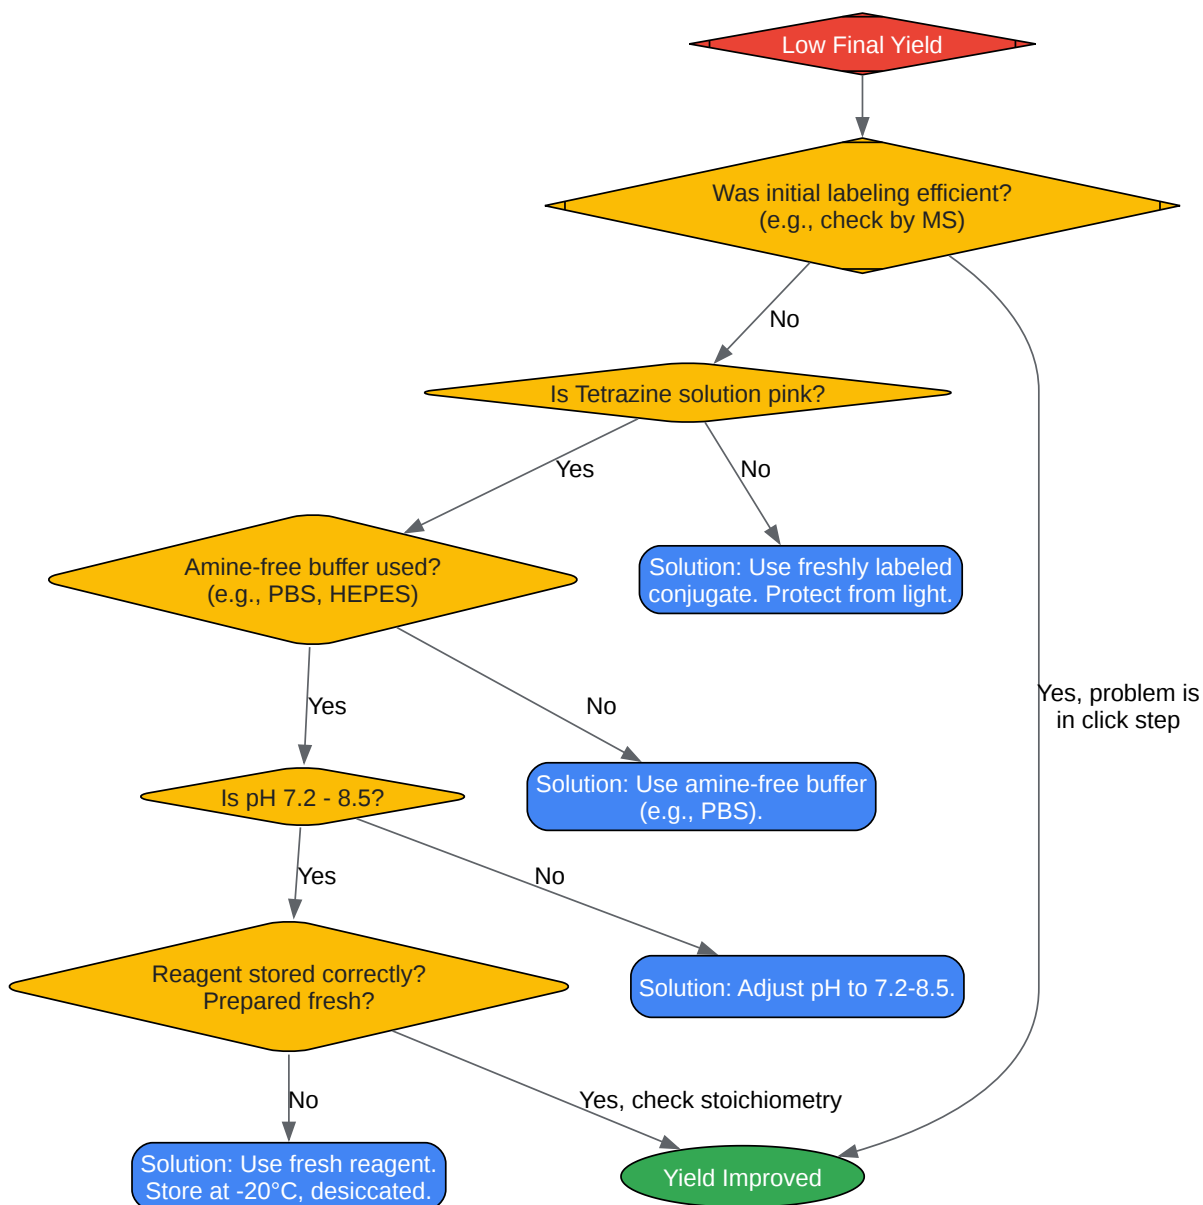 Low Final Yield
Was initial labeling efficient?
(e.g., check by MS)
No
Is Tetrazine solution pink?
Yes
No
Amine-free buffer used?
(e.g., PBS, HEPES)
Solution: Use freshly labeled
conjugate. Protect from light.
Yes
No
Yes, problem is
in click step
Is pH 7.2 - 8.5?
Solution: Use amine-free buffer
(e.g., PBS).
Yes
No
Reagent stored correctly?
Prepared fresh?
Solution: Adjust pH to 7.2-8.5.
No
Yes, check stoichiometry
Solution: Use fresh reagent.
Store at -20°C, desiccated.
Yield Improved